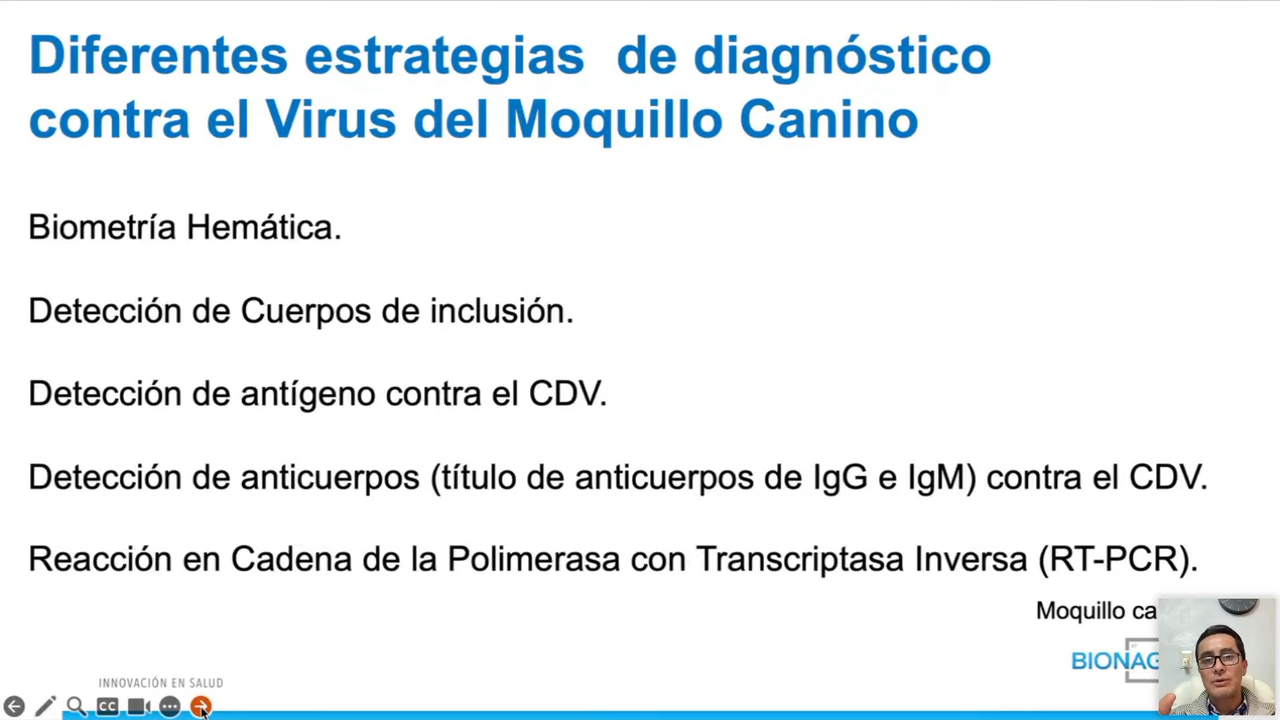 Diferentes estrategias de diagnóstico
contra el Virus del Moquillo Canino
Biometría Hemática.
Detección de Cuerpos de inclusión.
Detección de antígeno contra el CDV.
Detección de anticuerpos (título de anticuerpos de IgG e IgM) contra el CDV.
Reacción en Cadena de la Polimerasa con Transcriptasa Inversa (RT-PCR).
Moquillo
INNOVACIÓN EN SALUD
CC